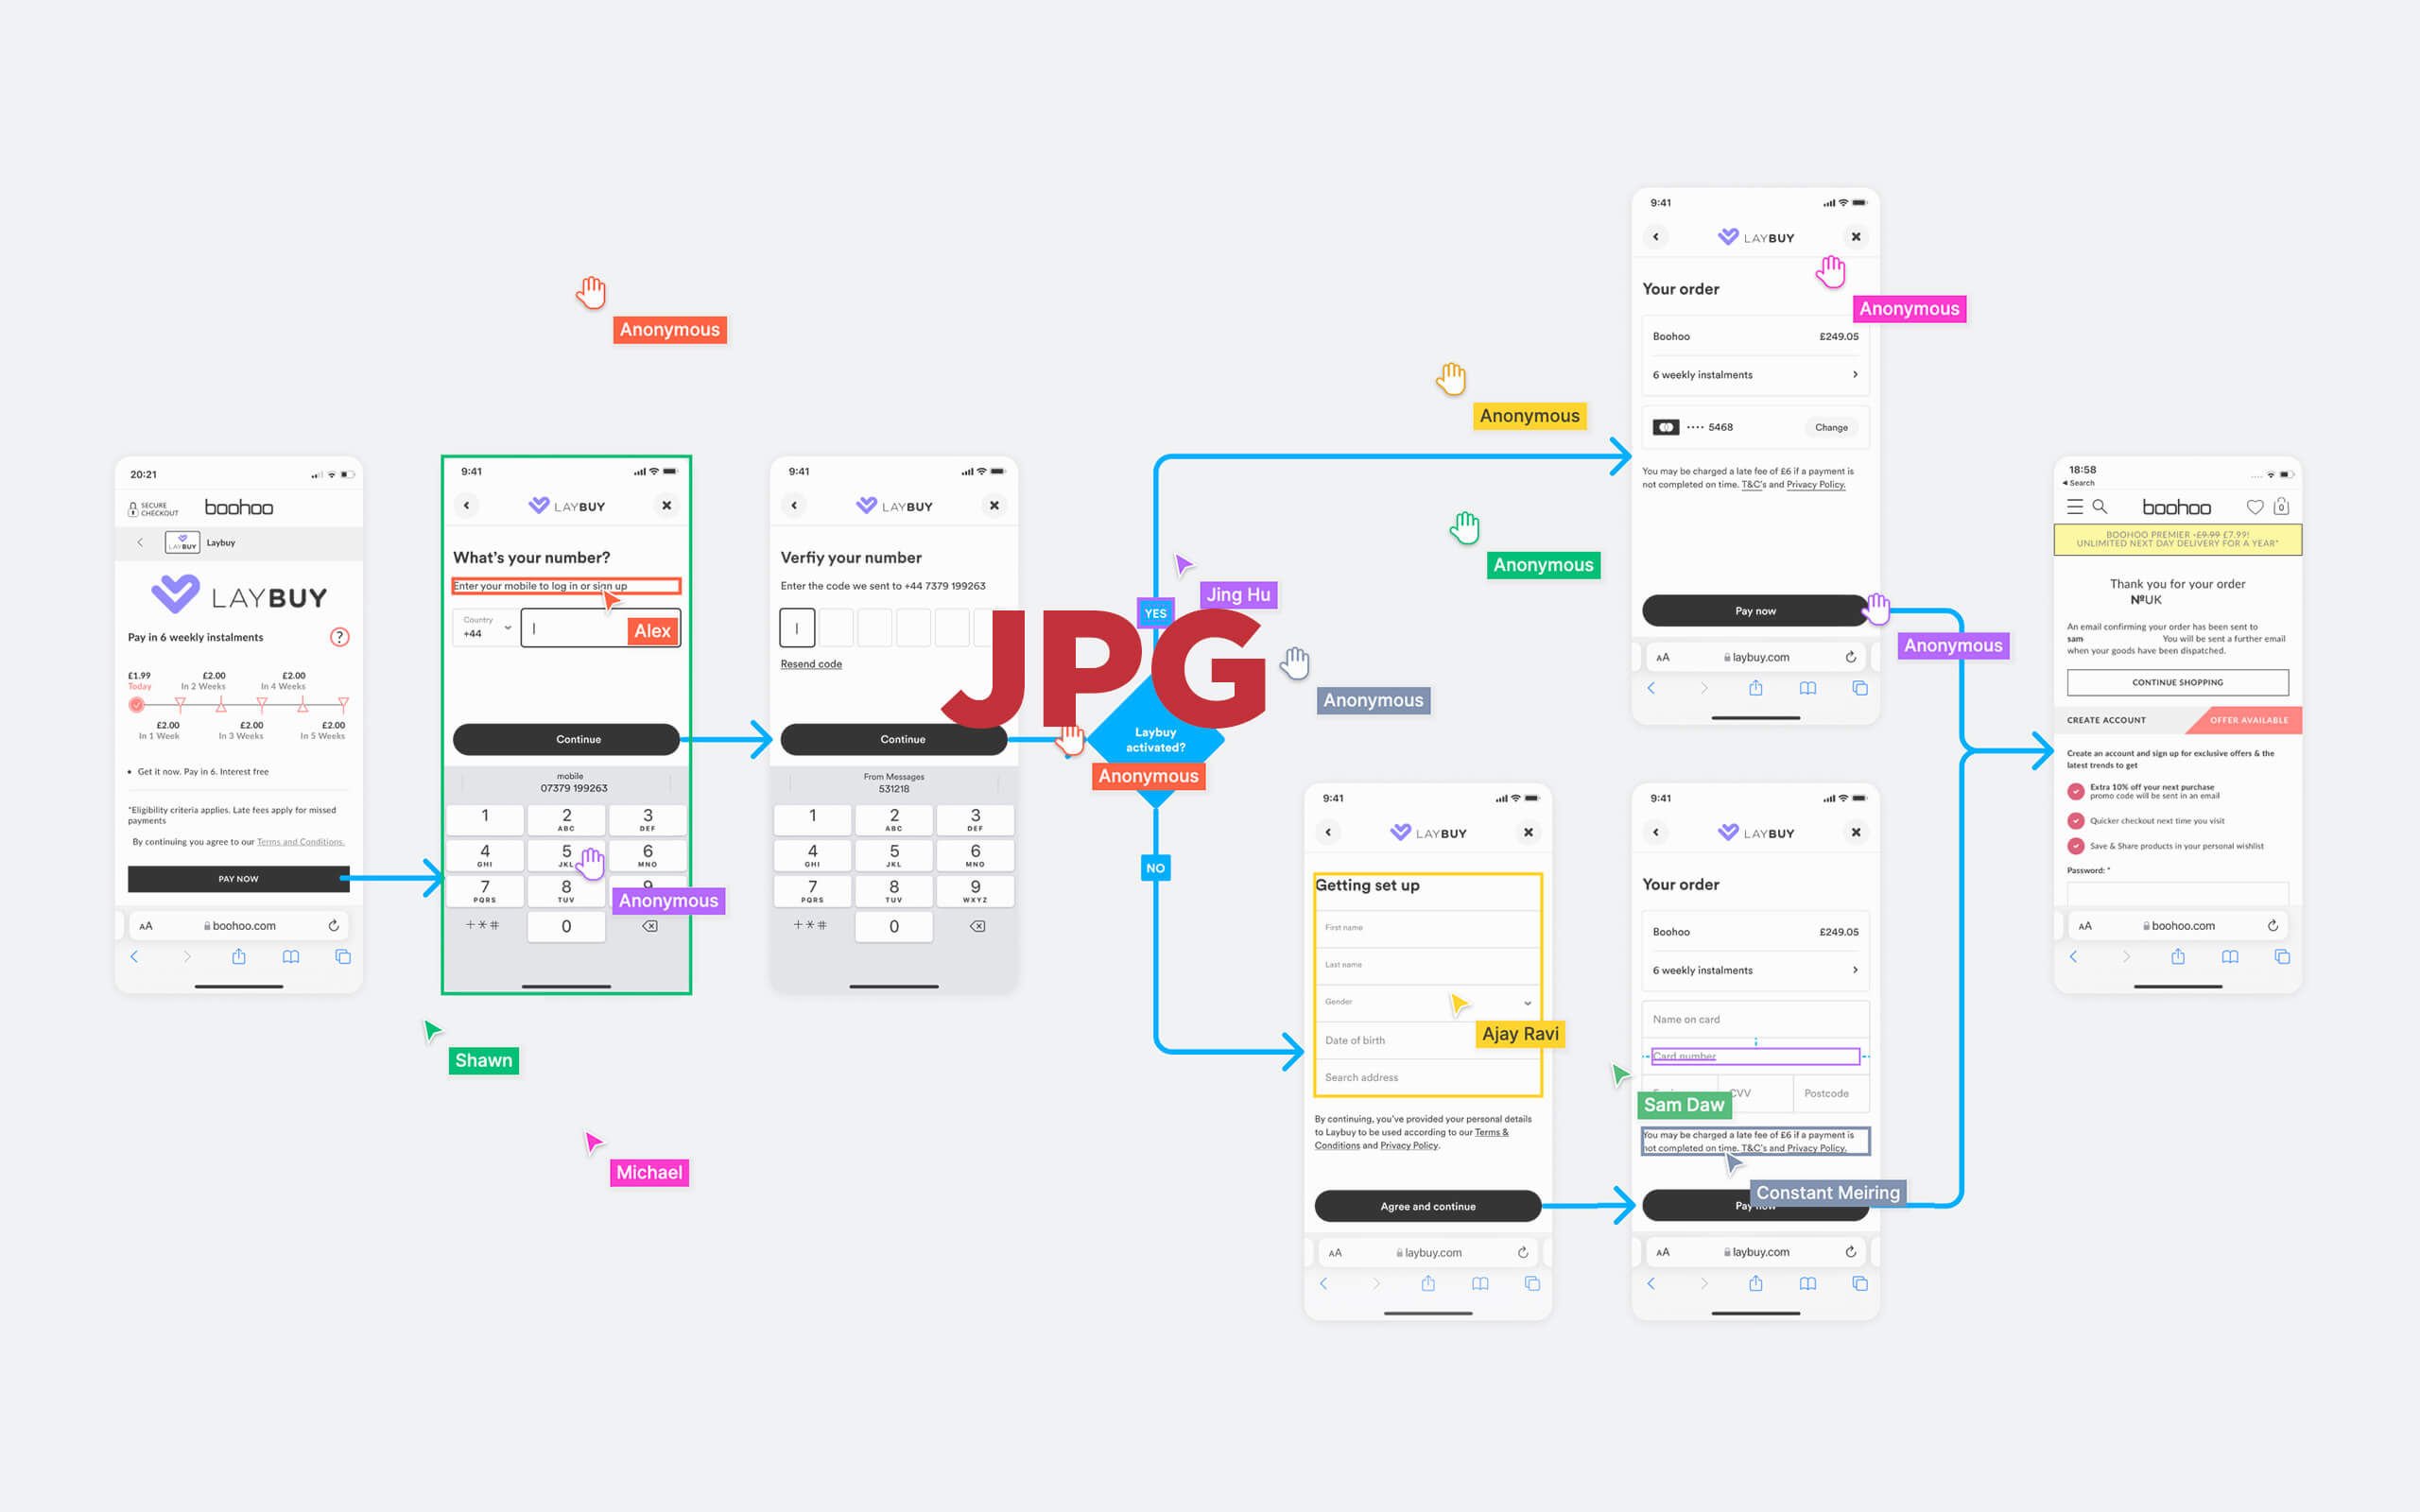 Anonymous
20:21
SECURE
CHECKOUT
boohoo
LAYBUY
Laybuy
LAYBUY
Pay in 6 weekly instalments
?
£1.99
£2.00
£2.00
Today
In 2 Weeks
In 4 Weeks
£2.00
£2.00
£2.00
In 1 Week
In 3 Weeks
In 5 Weeks
• Get it now. Pay in 6. Interest free
*Eligibility criteria applies. Late fees apply for missed
payments
By continuing you agree to our Terms and Conditions.
PAY NOW
AA
boohoo.com
9:41
LAYBUY
What's your number?
Enter your mobile to log in or sign up
Country
+44
Alex
Continue
mobile
07379 199263
1
2
3
ABC
DEF
4
5
6
GHI
JKL
MNO
7
8
9
PQRS
TUV
Anonymous
+*#
0
Shawn
Michael
9:41
LAYBUY
Verfiy your number
Enter the code we sent to +44 7379 199263
Resend code
Continue
From Messages
531218
1
2
3
ABC
DEF
4
5
6
GHI
JKL
MNO
7
8
9
PQRS
TUV
WXYZ
+*#
0
JPG
YES
Jing Hu
Anonymous
Laybuy
activated?
Anonymous
NO
Anonymous
Anonymous
9:41
LAYBUY
Anonymous
Your order
Boohoo
£249.05
6 weekly instalments
•••• 5468
Change
You may be charged a late fee of £6 if a payment is
not completed on time. T&C's and Privacy Policy.
Pay now
Anonymous
AA
laybuy.com
9:41
LAYBUY
Getting set up
First name
Last name
Gender
Ajay Ravi
Date of birth
Search address
By continuing, you've provided your personal details
to Laybuy to be used according to our Terms &
Conditions and Privacy Policy.
Agree and continue
AA
laybuy.com
9:41
LAYBUY
Your order
Boohoo
£249.05
6 weekly instalments
Name on card
Card number
CVV
Postcode
Sam Daw
You may be charged a late fee of £6 if a payment is
not completed on time. T&C's and Privacy Policy.
Constant Meiring
Pay now
AA
laybuy.com
18:58
Search
boohoo
0
BOOHOO PREMIER -£9.99 £7.99!
UNLIMITED NEXT DAY DELIVERY FOR A YEAR*
Thank you for your order
NºUK
An email confirming your order has been sent to
sam You will be sent a further email
when your goods have been dispatched.
CONTINUE SHOPPING
CREATE ACCOUNT
OFFER AVAILABLE
Create an account and sign up for exclusive offers & the
latest trends to get
Extra 10% off your next purchase
promo code will be sent in an email
Quicker checkout next time you visit
Save & Share products in your personal wishlist
Password: *
AA
boohoo.com